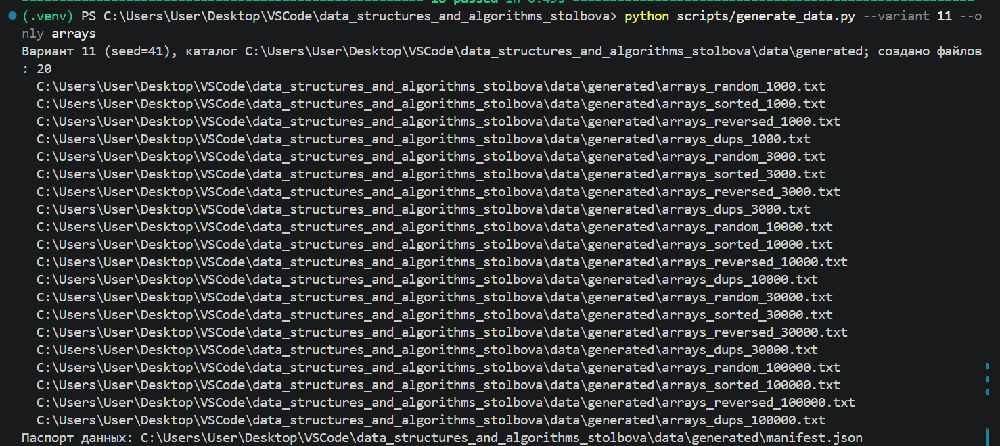 10 passed in 0.49s
(.venv) PS C:\Users\User\Desktop\VSCode\data_structures_and_algorithms_stolbova> python scripts/generate_data.py --variant 11 --o
nly arrays
Вариант 11 (seed=41), каталог C:\Users\User\Desktop\VSCode\data_structures_and_algorithms_stolbova\data\generated; создано файлов
: 20
C:\Users\User\Desktop\VSCode\data_structures_and_algorithms_stolbova\data\generated\arrays_random_1000.txt
C:\Users\User\Desktop\VSCode\data_structures_and_algorithms_stolbova\data\generated\arrays_sorted_1000.txt
C:\Users\User\Desktop\VSCode\data_structures_and_algorithms_stolbova\data\generated\arrays_reversed_1000.txt
C:\Users\User\Desktop\VSCode\data_structures_and_algorithms_stolbova\data\generated\arrays_dups_1000.txt
C:\Users\User\Desktop\VSCode\data_structures_and_algorithms_stolbova\data\generated\arrays_random_3000.txt
C:\Users\User\Desktop\VSCode\data_structures_and_algorithms_stolbova\data\generated\arrays_sorted_3000.txt
C:\Users\User\Desktop\VSCode\data_structures_and_algorithms_stolbova\data\generated\arrays_reversed_3000.txt
C:\Users\User\Desktop\VSCode\data_structures_and_algorithms_stolbova\data\generated\arrays_dups_3000.txt
C:\Users\User\Desktop\VSCode\data_structures_and_algorithms_stolbova\data\generated\arrays_random_10000.txt
C:\Users\User\Desktop\VSCode\data_structures_and_algorithms_stolbova\data\generated\arrays_sorted_10000.txt
C:\Users\User\Desktop\VSCode\data_structures_and_algorithms_stolbova\data\generated\arrays_reversed_10000.txt
C:\Users\User\Desktop\VSCode\data_structures_and_algorithms_stolbova\data\generated\arrays_dups_10000.txt
C:\Users\User\Desktop\VSCode\data_structures_and_algorithms_stolbova\data\generated\arrays_random_30000.txt
C:\Users\User\Desktop\VSCode\data_structures_and_algorithms_stolbova\data\generated\arrays_sorted_30000.txt
C:\Users\User\Desktop\VSCode\data_structures_and_algorithms_stolbova\data\generated\arrays_reversed_30000.txt
C:\Users\User\Desktop\VSCode\data_structures_and_algorithms_stolbova\data\generated\arrays_dups_30000.txt
C:\Users\User\Desktop\VSCode\data_structures_and_algorithms_stolbova\data\generated\arrays_random_100000.txt
C:\Users\User\Desktop\VSCode\data_structures_and_algorithms_stolbova\data\generated\arrays_sorted_100000.txt
C:\Users\User\Desktop\VSCode\data_structures_and_algorithms_stolbova\data\generated\arrays_reversed_100000.txt
C:\Users\User\Desktop\VSCode\data_structures_and_algorithms_stolbova\data\generated\arrays_dups_100000.txt
Паспорт данных: C:\Users\User\Desktop\VSCode\data_structures_and_algorithms_stolbova\data\generated\manifest.json